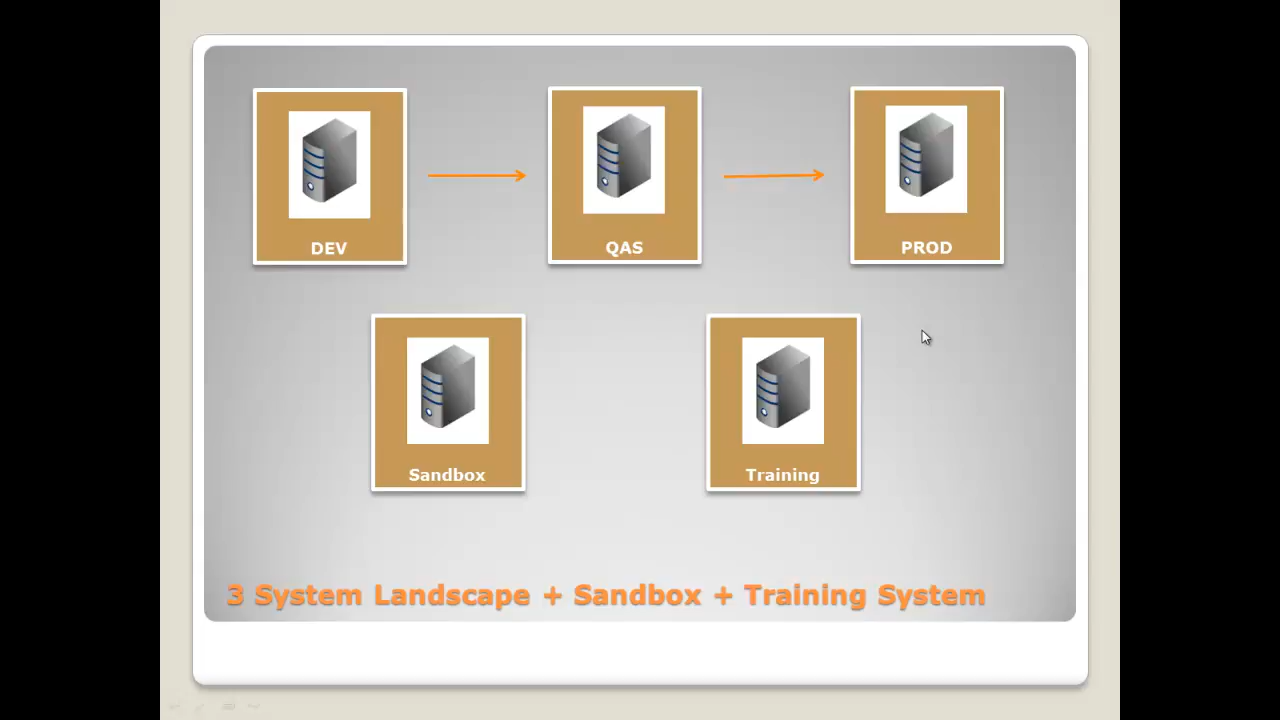 DEV
QAS
PROD
Sandbox
Training
3 System Landscape + Sandbox + Training System